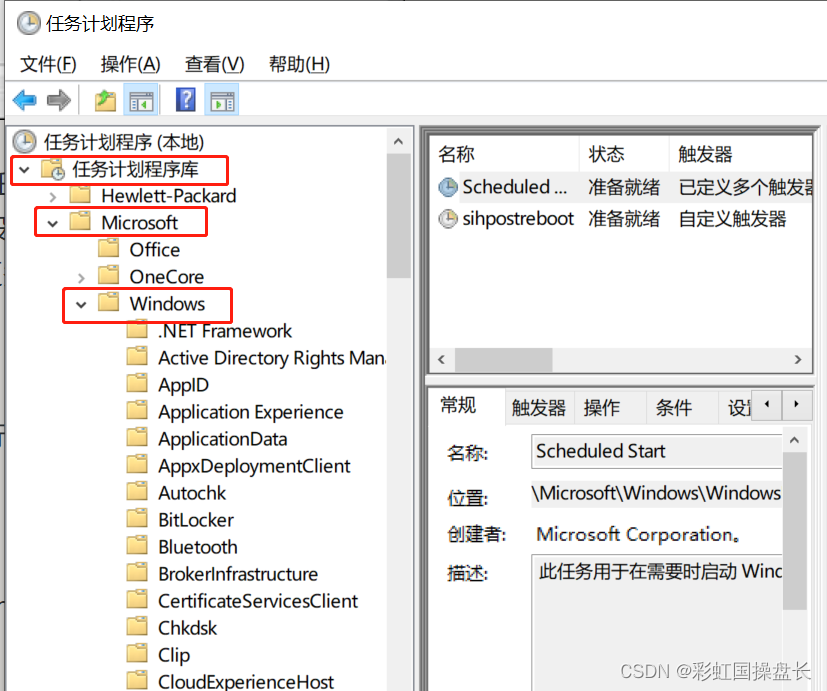 任务计划程序
文件(F) 操作(A) 查看(V) 帮助(H)
任务计划程序 (本地)
任务计划程序库
Hewlett-Packard
Microsoft
Office
OneCore
Windows
.NET Framework
Active Directory Rights Man
AppID
Application Experience
ApplicationData
AppxDeploymentClient
Autochk
BitLocker
Bluetooth
BrokerInfrastructure
CertificateServicesClient
Chkdsk
Clip
CloudExperienceHost
名称 状态 触发器
Scheduled ... 准备就绪 已定义多个触发器
sihpostreboot 准备就绪 自定义触发器
常规 触发器 操作 条件 设置
名称: Scheduled Start
位置: \Microsoft\Windows\Windows
创建者: Microsoft Corporation。
描述: 此任务用于在需要时启动 Winc
CSDN @彩虹国操盘长